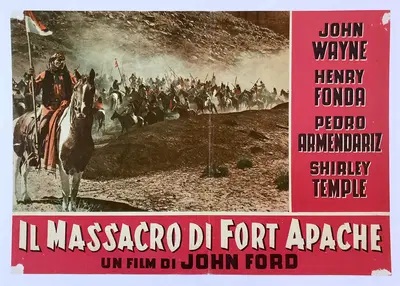 JOHN
WAYNE
HENRY
FONDA
PEDRO
ARMENDARIZ
SHIRLEY
TEMPLE
IL MASSACRO DI FORT APACHE
UN FILM DI JOHN FORD